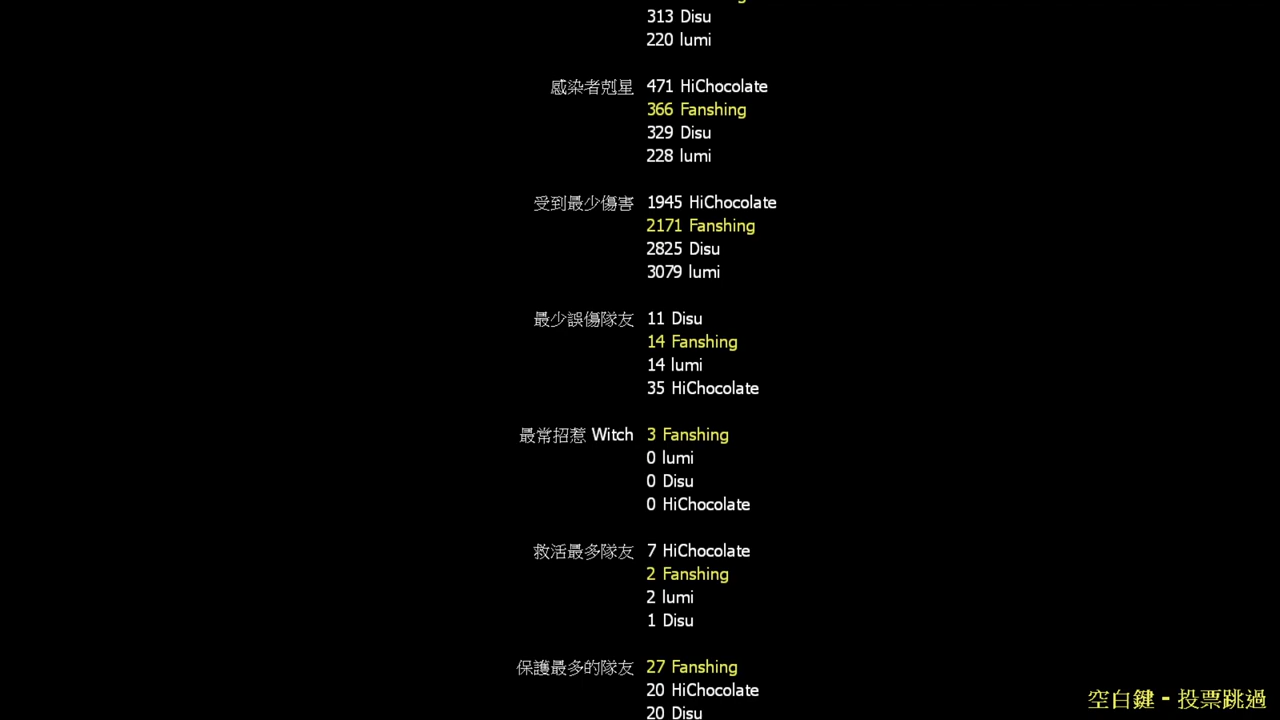 313 Disu
220 lumi
感染者剋星 471 HiChocolate
366 Fanshing
329 Disu
228 lumi
受到最少傷害 1945 HiChocolate
2171 Fanshing
2825 Disu
3079 lumi
最少誤傷隊友 11 Disu
14 Fanshing
14 lumi
35 HiChocolate
最常招惹 Witch 3 Fanshing
0 lumi
0 Disu
0 HiChocolate
救活最多隊友 7 HiChocolate
2 Fanshing
2 lumi
1 Disu
保護最多的隊友 27 Fanshing
20 HiChocolate
20 Disu
空白鍵 - 投票跳過